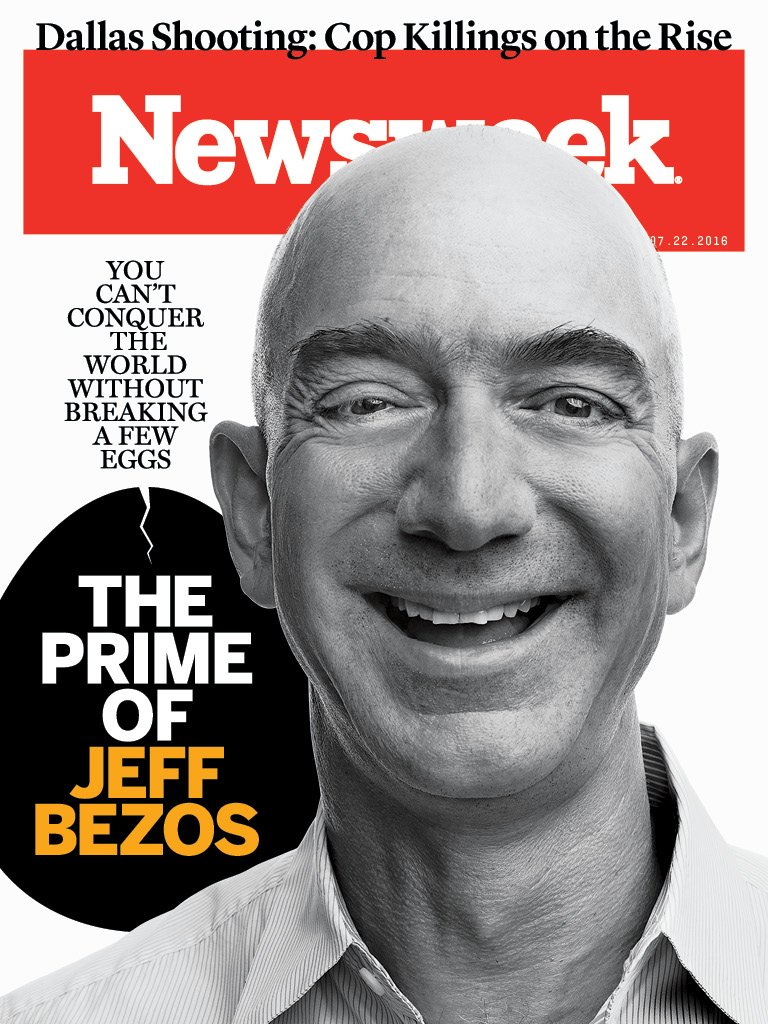 Dallas Shooting: Cop Killings on the Rise
Newsweek®
07.22.2016
YOU
CAN'T
CONQUER
THE
WORLD
WITHOUT
BREAKING
A FEW
EGGS
THE
PRIME
OF
JEFF
BEZOS